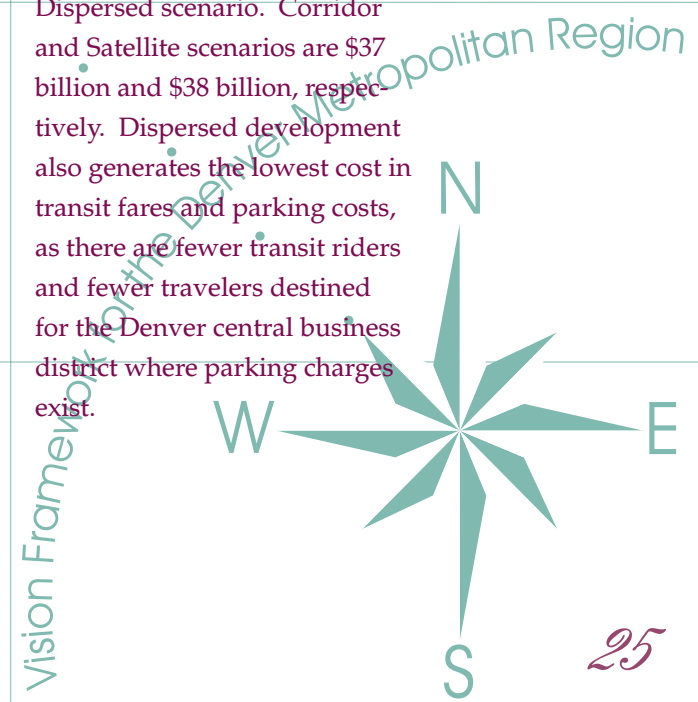 Dispersed scenario. Corridor
and Satellite scenarios are $37
billion and $38 billion, respec-
tively. Dispersed development
also generates the lowest cost in
transit fares and parking costs,
as there are fewer transit riders
and fewer travelers destined
for the Denver central business
district where parking charges
exist.
Vision Framework for the Denver Metropolitan Region
N
W
E
S
25